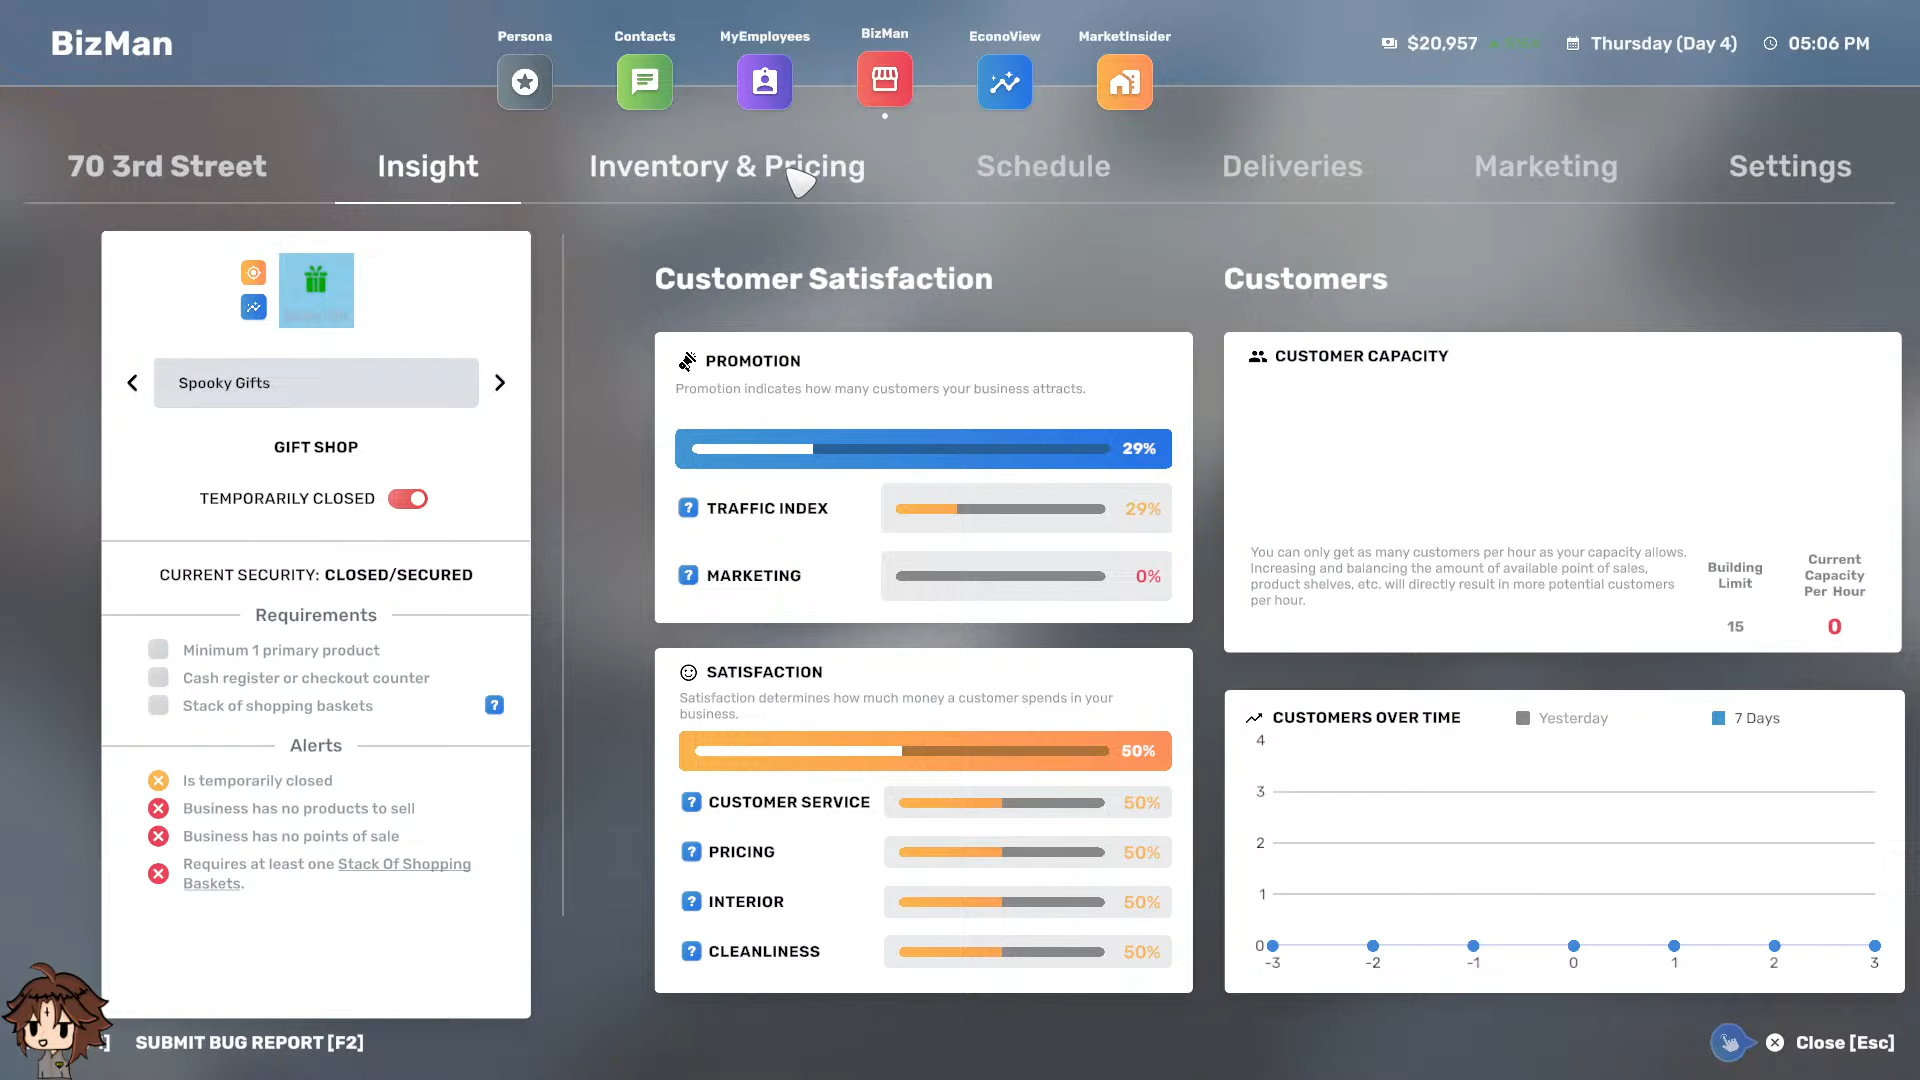 BizMan
Persona
Contacts
MyEmployees
BizMan
EconoView
MarketInsider
$20,957
Thursday (Day 4)
05:06 PM
70 3rd Street
Insight
Inventory & Pricing
Schedule
Deliveries
Marketing
Settings
Spooky Gifts
GIFT SHOP
TEMPORARILY CLOSED
CURRENT SECURITY: CLOSED/SECURED
Requirements
Minimum 1 primary product
Cash register or checkout counter
Stack of shopping baskets
?
Alerts
Is temporarily closed
Business has no products to sell
Business has no points of sale
Requires at least one Stack Of Shopping
Baskets.
Customer Satisfaction
PROMOTION
Promotion indicates how many customers your business attracts.
29%
? TRAFFIC INDEX 29%
? MARKETING 0%
SATISFACTION
Satisfaction determines how much money a customer spends in your
business.
50%
? CUSTOMER SERVICE 50%
? PRICING 50%
? INTERIOR 50%
? CLEANLINESS 50%
Customers
CUSTOMER CAPACITY
You can only get as many customers per hour as your capacity allows.
Increasing and balancing the amount of available point of sales,
product shelves, etc. will directly result in more potential customers
per hour.
Building
Limit
15
Current
Capacity
Per Hour
0
CUSTOMERS OVER TIME
Yesterday
7 Days
4
3
2
1
0
-3 -2 -1 0 1 2 3
SUBMIT BUG REPORT [F2]
Close [Esc]